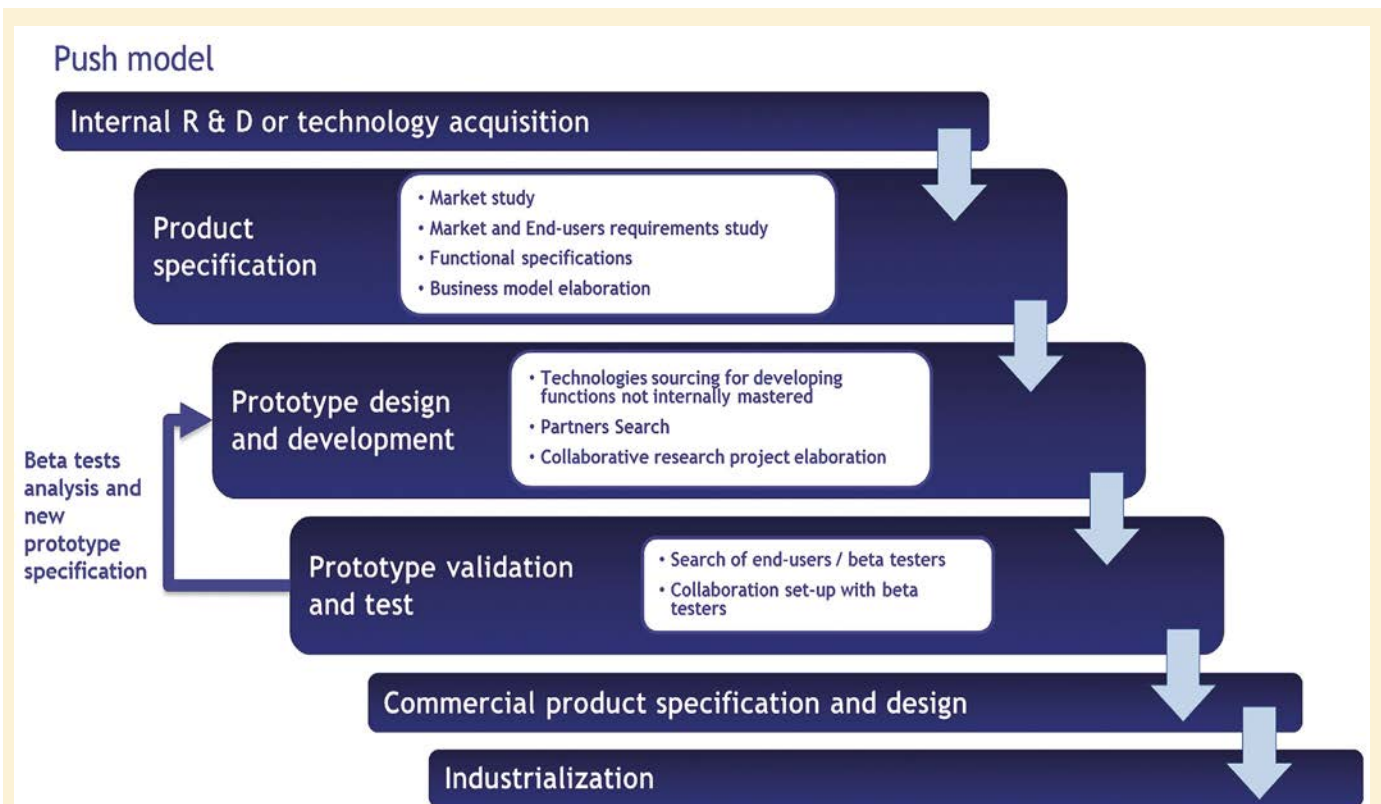 Push model
Internal R & D or technology acquisition
Product
specification
• Market study
• Market and End-users requirements study
• Functional specifications
• Business model elaboration
Prototype design
and development
• Technologies sourcing for developing
functions not internally mastered
• Partners Search
• Collaborative research project elaboration
Beta tests
analysis and
new
prototype
specification
Prototype validation
and test
• Search of end-users / beta testers
• Collaboration set-up with beta
testers
Commercial product specification and design
Industrialization